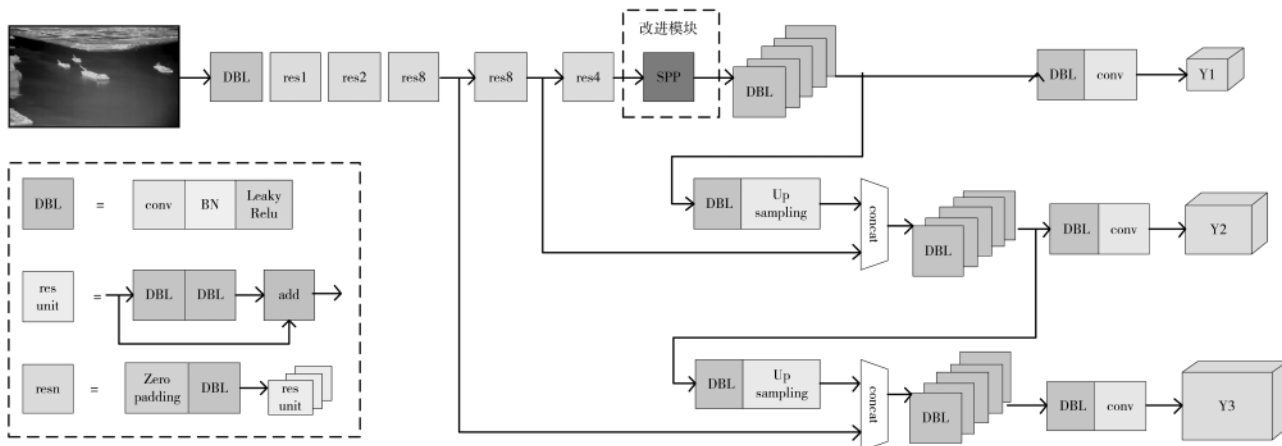 改进模块
DBL res1 res2 res8 res8 res4 SPP DBL DBL conv Y1
DBL Up sampling concat DBL DBL conv Y2
DBL Up sampling concat DBL DBL conv Y3
DBL = conv BN Leaky Relu
res unit = DBL DBL add
resn = Zero padding DBL res unit